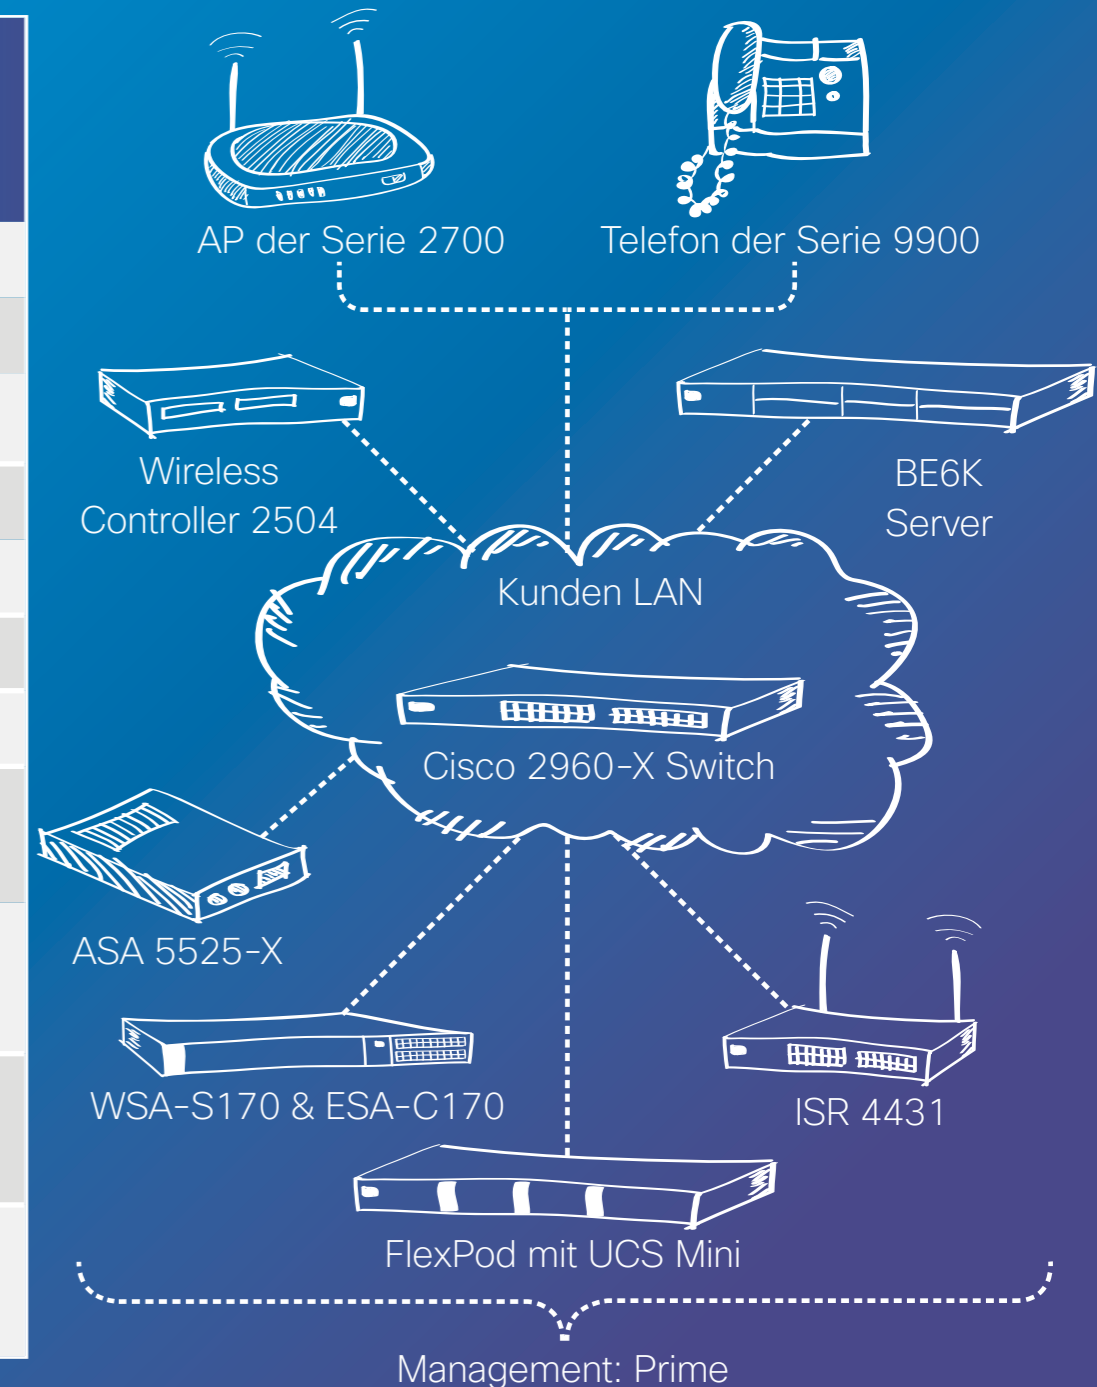 AP der Serie 2700
Telefon der Serie 9900
Wireless
Controller 2504
BE6K
Server
Kunden LAN
Cisco 2960-X Switch
ASA 5525-X
WSA-S170 & ESA-C170
ISR 4431
FlexPod mit UCS Mini
Management: Prime